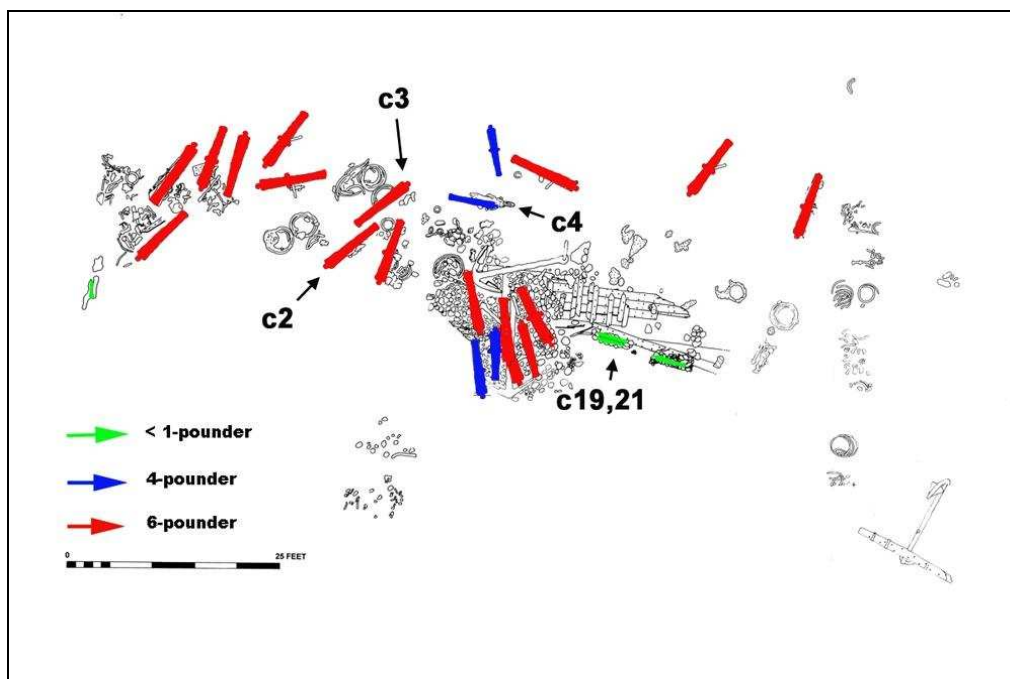 c3
c4
c2
c19,21
< 1-pounder
4-pounder
6-pounder
0 25 FEET